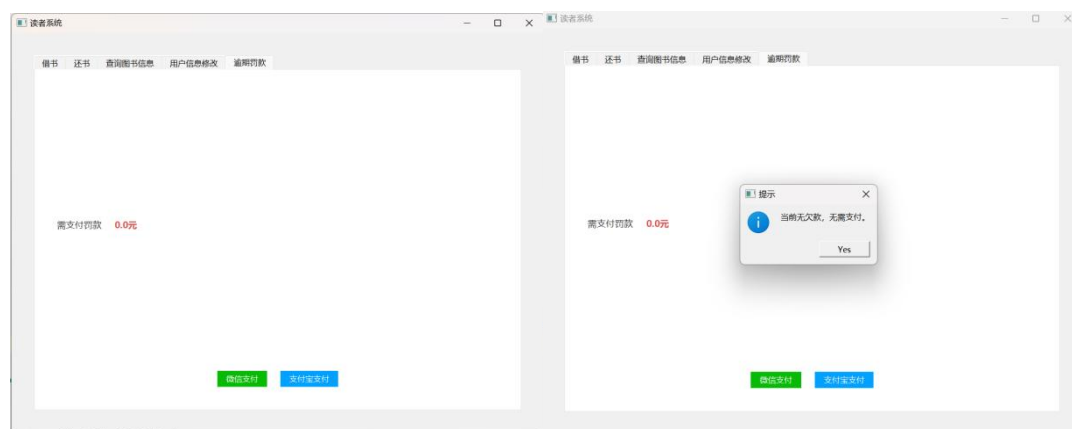 读者系统
借书 还书 查询图书信息 用户信息修改 逾期罚款
需支付罚款 0.0元
微信支付 支付宝支付
读者系统
借书 还书 查询图书信息 用户信息修改 逾期罚款
提示
当前无欠款，无需支付。
Yes
需支付罚款 0.0元
微信支付 支付宝支付